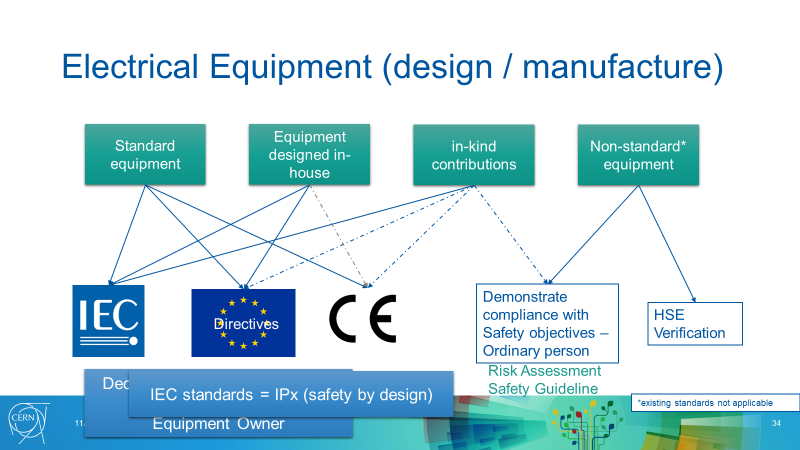 Electrical Equipment (design / manufacture)
Standard
equipment
Equipment
designed in-
house
in-kind
contributions
Non-standard*
equipment
IEC
Directives
CE
Demonstrate
compliance with
Safety objectives –
Ordinary person
HSE
Verification
Risk Assessment
Safety Guideline
IEC standards = IPx (safety by design)
Equipment Owner
*existing standards not applicable
CERN
34